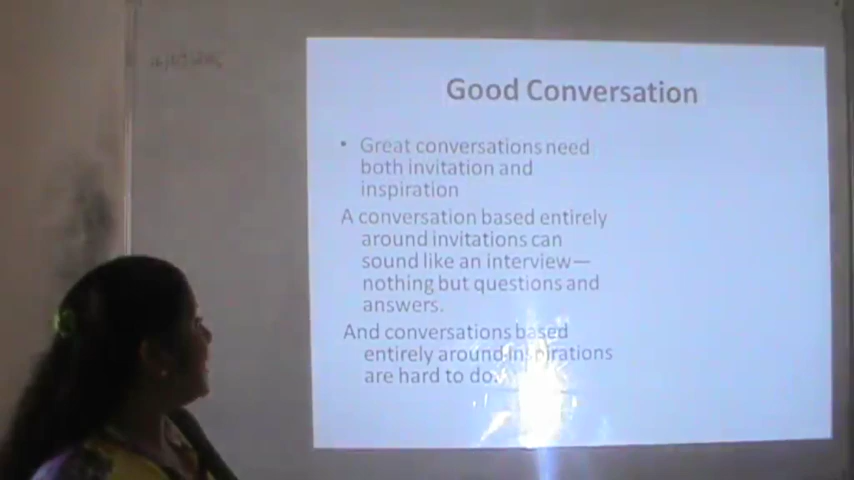 Good Conversation
• Great conversations need
both invitation and
inspiration
A conversation based entirely
around invitations can
sound like an interview—
nothing but questions and
answers.
And conversations based
entirely around inspirations
are hard to do.